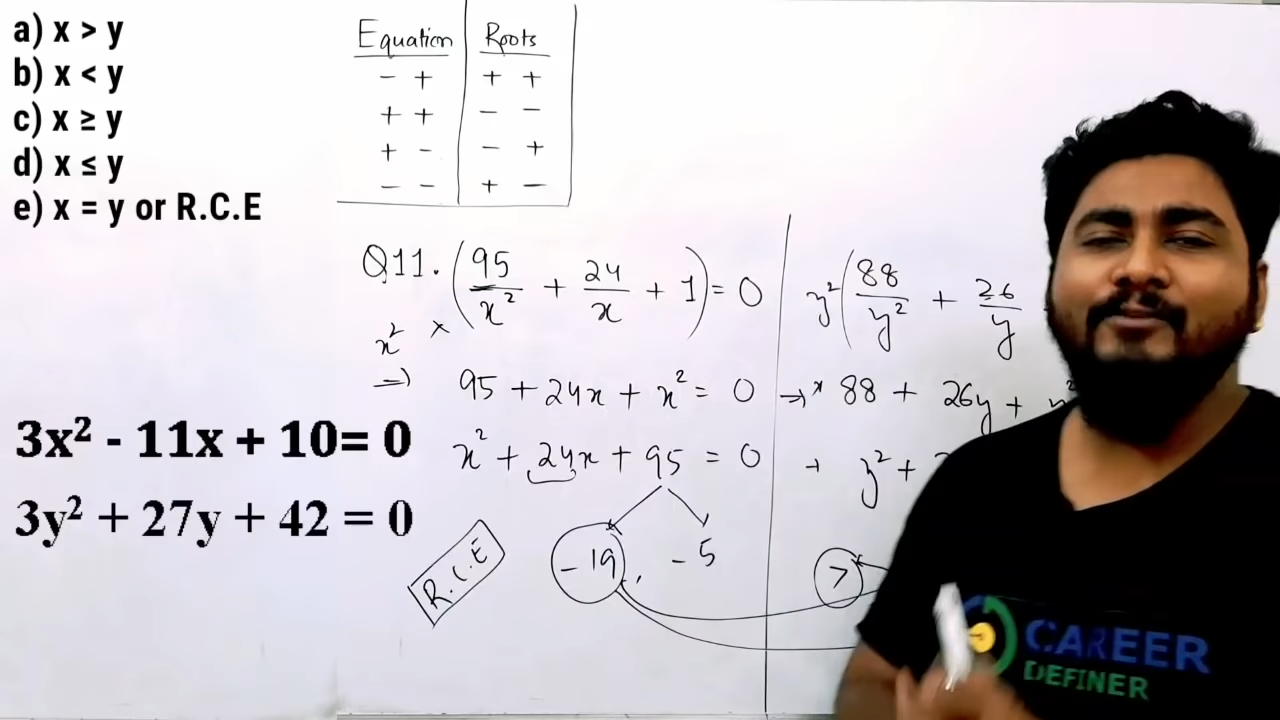 a) x > y
b) x < y
c) x ≥ y
d) x ≤ y
e) x = y or R.C.E
Equation Roots
- + + +
+ + - -
+ - - +
- - + -
Q11. (95/x² + 24/x + 1) = 0
x² ×
y² (88/y² + 26/y
⇒ 95 + 24x + x² = 0
→ * 88 + 26y +
x² + 24x + 95 = 0
+ y² +
-19, -5
>
R.C.E
3x² - 11x + 10= 0
3y² + 27y + 42 = 0
CAREER
DEFINER